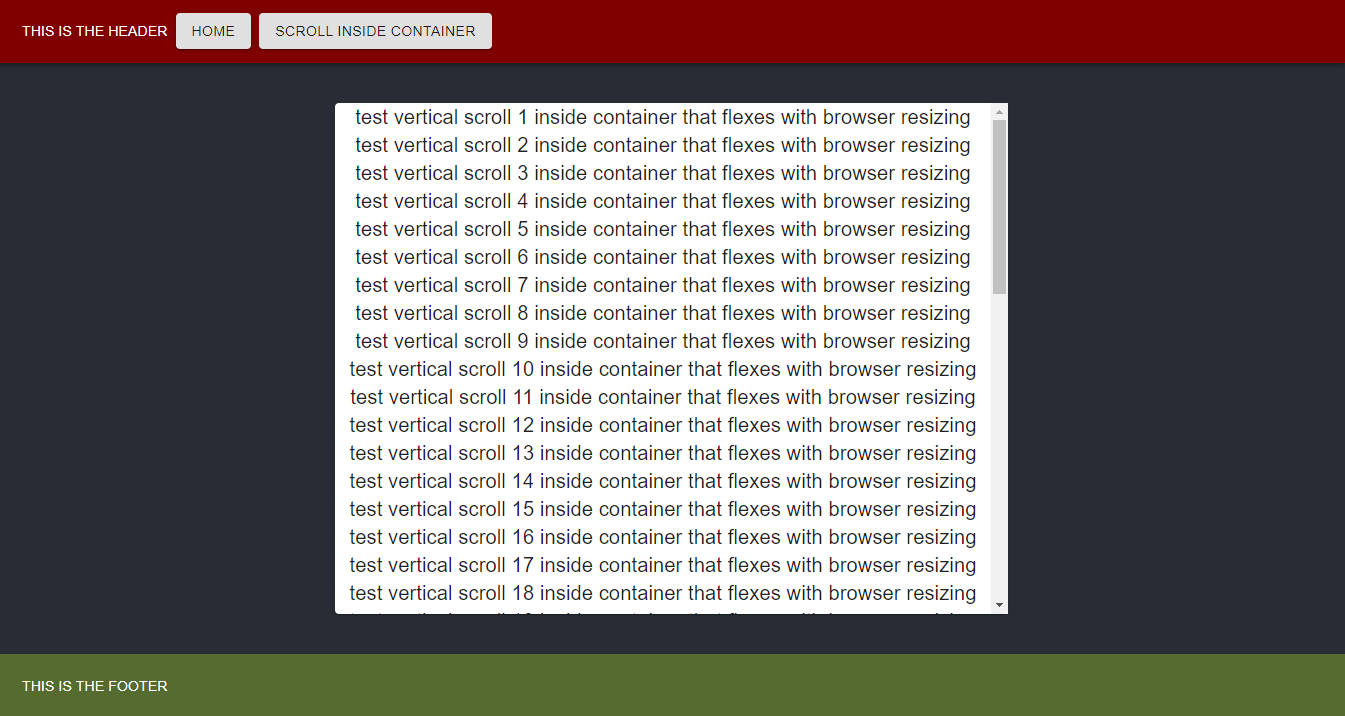 THIS IS THE HEADER HOME SCROLL INSIDE CONTAINER
test vertical scroll 1 inside container that flexes with browser resizing
test vertical scroll 2 inside container that flexes with browser resizing
test vertical scroll 3 inside container that flexes with browser resizing
test vertical scroll 4 inside container that flexes with browser resizing
test vertical scroll 5 inside container that flexes with browser resizing
test vertical scroll 6 inside container that flexes with browser resizing
test vertical scroll 7 inside container that flexes with browser resizing
test vertical scroll 8 inside container that flexes with browser resizing
test vertical scroll 9 inside container that flexes with browser resizing
test vertical scroll 10 inside container that flexes with browser resizing
test vertical scroll 11 inside container that flexes with browser resizing
test vertical scroll 12 inside container that flexes with browser resizing
test vertical scroll 13 inside container that flexes with browser resizing
test vertical scroll 14 inside container that flexes with browser resizing
test vertical scroll 15 inside container that flexes with browser resizing
test vertical scroll 16 inside container that flexes with browser resizing
test vertical scroll 17 inside container that flexes with browser resizing
test vertical scroll 18 inside container that flexes with browser resizing
THIS IS THE FOOTER